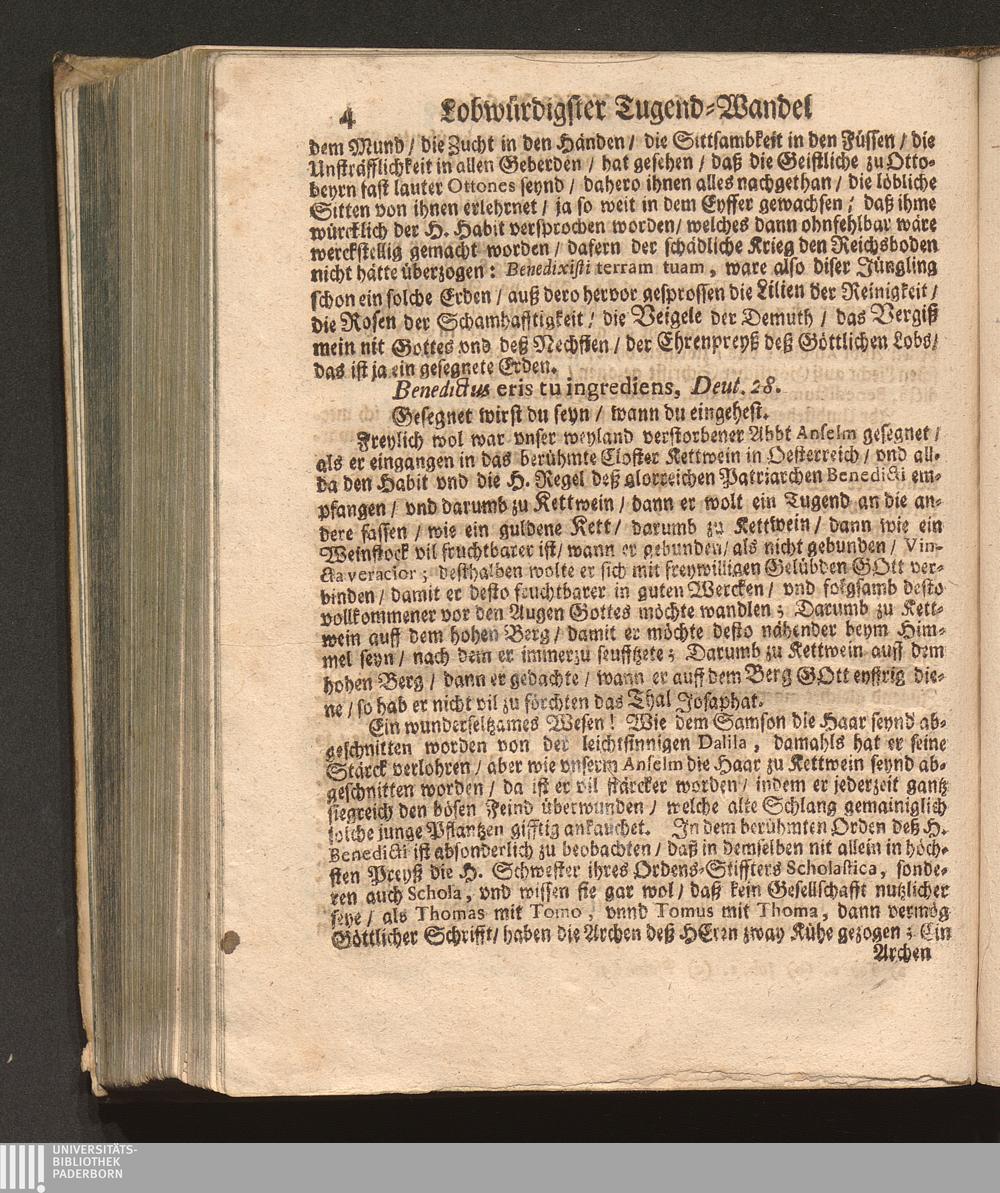 4 Lobwürdigster Tugend-Wandel
dem Mund / die Zucht in den Händen / die Sittsambkeit in den Füssen / die
Unsträfflichkeit in allen Geberden / hat gesehen / daß die Geistliche zu Otto-
beyrn fast lauter Ottones seynd / dahero ihnen alles nachgethan / die löbliche
Sitten von ihnen erlehrnet / ja so weit in dem Eyffer gewachsen / daß ihme
würcklich der H. Habit versprochen worden / welches dann ohnfehlbar wäre
werckstellig gemacht worden / dafern der schädliche Krieg den Reichsboden
nicht hätte überzogen: Benedixisti terram tuam, ware also diser Jüngling
schon ein solche Erden / auß dero hervor gesprossen die Lilien der Reinigkeit /
die Rosen der Schamhafftigkeit / die Veigele der Demuth / das Vergiß
mein nit Gottes vnd deß Nechsten / der Ehrenpreyß deß Göttlichen Lobs /
das ist ja ein gesegnete Erden.
Benedictus eris tu ingrediens, Deut. 28.
Gesegnet wirst du seyn / wann du eingehest.
Freylich wol war vnser weyland verstorbener Abbt Anselm gesegnet /
als er eingangen in das berühmte Closter Kettwein in Oesterreich / vnd all-
da den Habit vnd die H. Regel deß glorreichen Patriarchen Benedicti em-
pfangen / vnd darumb zu Kettwein / dann er wolt ein Tugend an die an-
dere fassen / wie ein guldene Kett / darumb zu Kettwein / dann wie ein
Weinstock vil fruchtbarer ist / wann er gebunden / als nicht gebunden / Vin-
cta veracior; desthalben wolte er sich mit freywilligen Gelübden GOtt ver-
binden / damit er desto fruchtbarer in guten Wercken / vnd folgsamb desto
vollkommener vor den Augen Gottes möchte wandlen; Darumb zu Kett-
wein auff dem hohen Berg / damit er möchte desto nähender beym Him-
mel seyn / nach dem er immerzu seufftzete; Darumb zu Kettwein auff dem
hohen Berg / dann er gedachte / wann er auff dem Berg GOtt eyffrig die-
ne / so hab er nicht vil zu förchten das Thal Josaphat.
Ein wunderseltzames Wesen! Wie dem Samson die Haar seynd ab-
geschnitten worden von der leichtsinnigen Dalila, damahls hat er seine
Stärck verlohren / aber wie vnserm Anselm die Haar zu Kettwein seynd ab-
geschnitten worden / da ist er vil stärcker worden / indem er jederzeit gantz
siegreich den bösen Feind überwunden / welche alte Schlang gemainiglich
solche junge Pflantzen gifftig ankauchet. In dem berühmten Orden deß H.
Benedicti ist absonderlich zu beobachten / daß in demselben nit allein in höch-
sten Preyß die H. Schwester ihres Ordens-Stiffters Scholastica, sonde-
ren auch Schola, vnd wissen sie gar wol / daß kein Gesellschafft nutzlicher
seye / als Thomas mit Tomo, vnnd Tomus mit Thoma, dann vermög
Göttlicher Schrifft / haben die Archen deß HErrn zway Kühe gezogen; Ein
Archen
UNIVERSITÄTS-
BIBLIOTHEK
PADERBORN